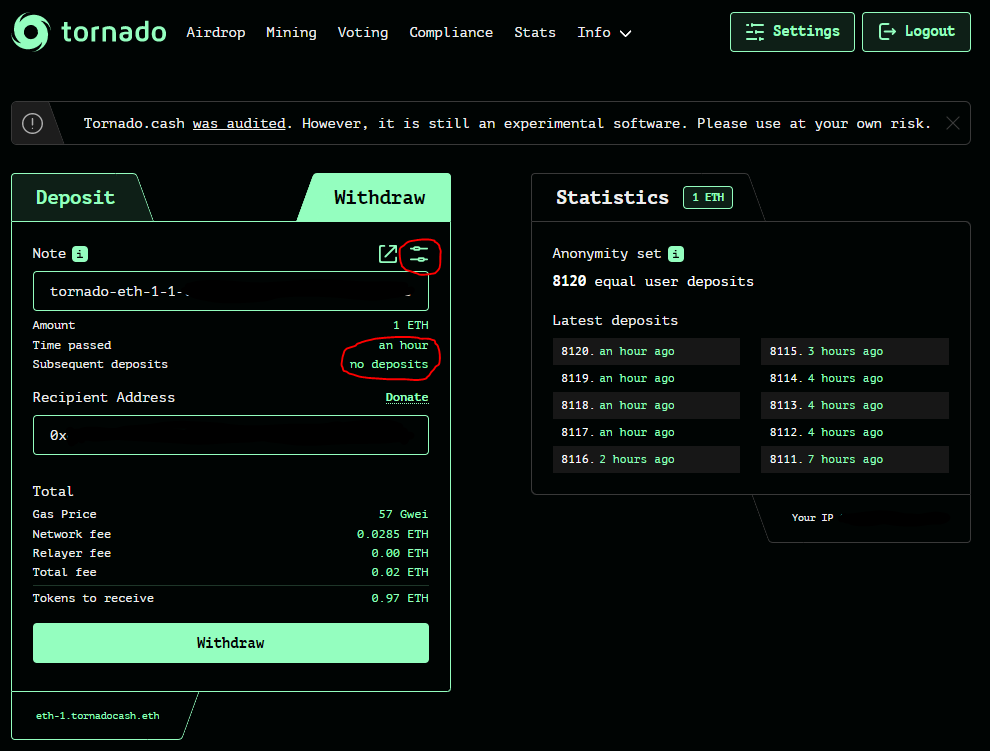 tornado Airdrop Mining Voting Compliance Stats Info Settings Logout
Tornado.cash was audited. However, it is still an experimental software. Please use at your own risk.
Deposit Withdraw
Note i
tornado-eth-1-1-
Amount 1 ETH
Time passed an hour
Subsequent deposits no deposits
Recipient Address Donate
0x
Total
Gas Price 57 Gwei
Network fee 0.0285 ETH
Relayer fee 0.00 ETH
Total fee 0.02 ETH
Tokens to receive 0.97 ETH
Withdraw
eth-1.tornadocash.eth
Statistics 1 ETH
Anonymity set i
8120 equal user deposits
Latest deposits
8120. an hour ago 8115. 3 hours ago
8119. an hour ago 8114. 4 hours ago
8118. an hour ago 8113. 4 hours ago
8117. an hour ago 8112. 4 hours ago
8116. 2 hours ago 8111. 7 hours ago
Your IP